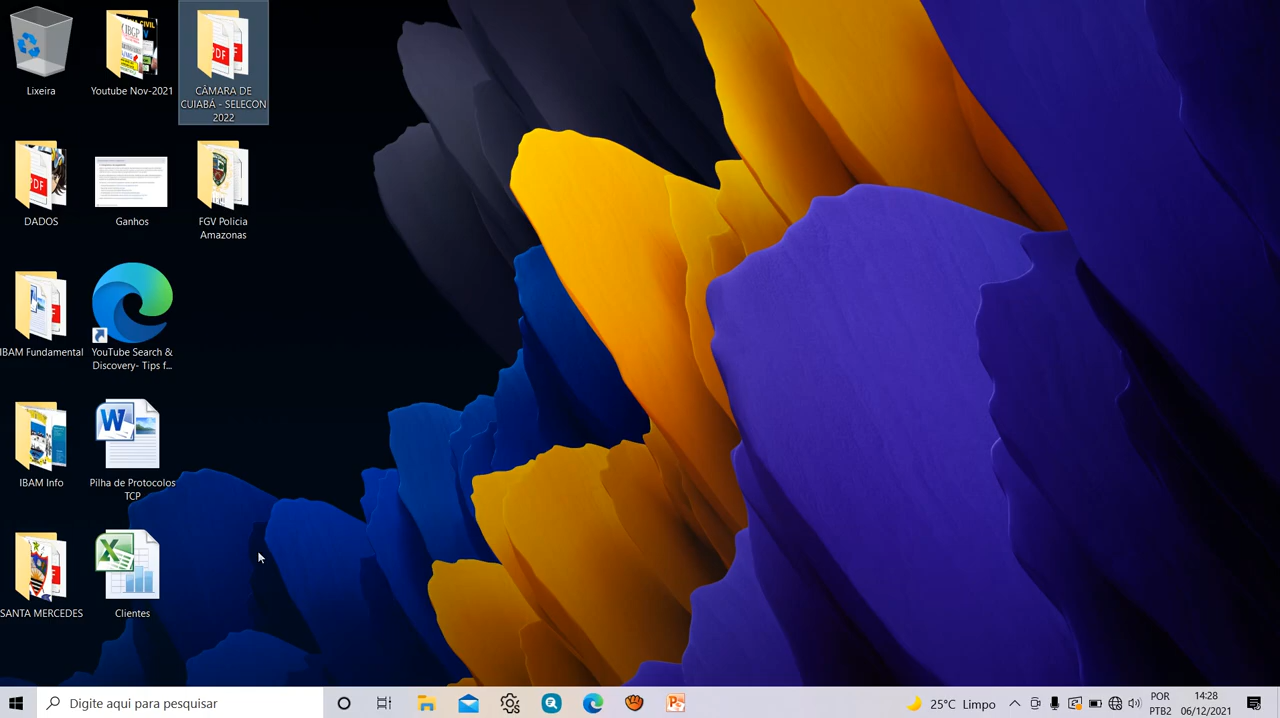 Lixeira
Youtube Nov-2021
CÂMARA DE
CUIABÁ - SELECON
2022
DADOS
Ganhos
FGV Policia
Amazonas
IBAM Fundamental
YouTube Search &
Discovery- Tips f...
IBAM Info
Pilha de Protocolos
TCP
SANTA MERCEDES
Clientes
Digite aqui para pesquisar
25°C Limpo
POR
PTB2
14:28
06/12/2021